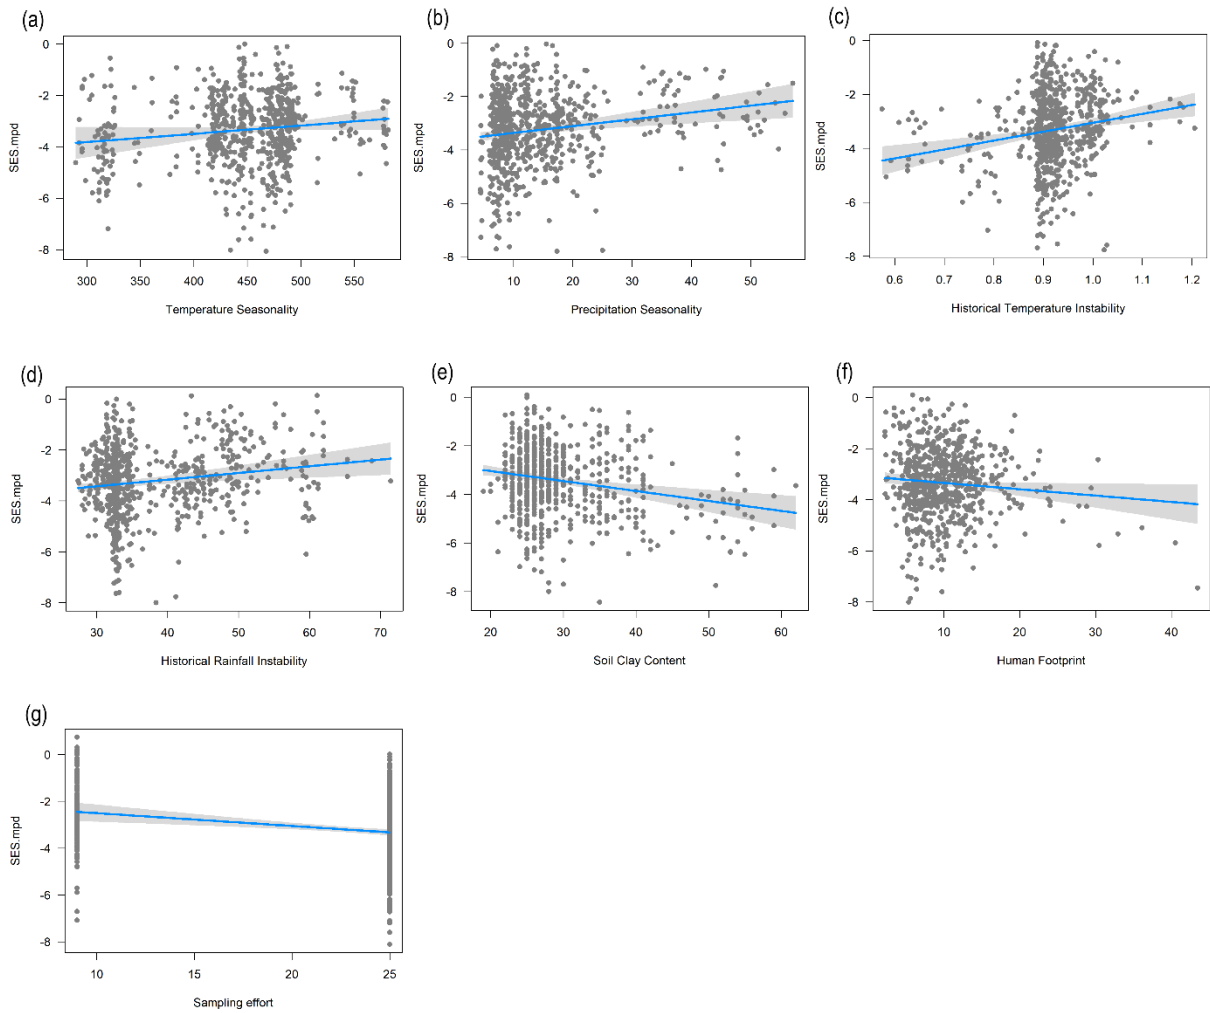 (a)
SES.mpd
0
-2
-4
-6
-8
300 350 400 450 500 550
Temperature Seasonality
(b)
SES.mpd
0
-2
-4
-6
-8
10 20 30 40 50
Precipitation Seasonality
(c)
SES.mpd
0
-2
-4
-6
-8
0.6 0.7 0.8 0.9 1.0 1.1 1.2
Historical Temperature Instability
(d)
SES.mpd
0
-2
-4
-6
-8
30 40 50 60 70
Historical Rainfall Instability
(e)
SES.mpd
0
-2
-4
-6
-8
20 30 40 50 60
Soil Clay Content
(f)
SES.mpd
0
-2
-4
-6
-8
10 20 30 40
Human Footprint
(g)
SES.mpd
0
-2
-4
-6
-8
10 15 20 25
Sampling effort